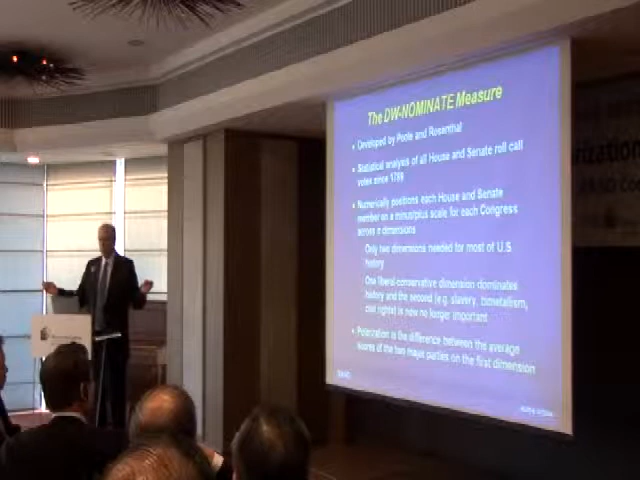 The DW-NOMINATE Measure
• Developed by Poole and Rosenthal
• Statistical analysis of all House and Senate roll call
votes since 1789
• Numerically positions each House and Senate
member on a minus/plus scale for each Congress
across n dimensions
Only two dimensions needed for most of U.S
history
One liberal-conservative dimension dominates
history and the second (e.g. slavery, bimetalism,
civil rights) is now no longer important
• Polarization is the difference between the average
scores of the two major parties on the first dimension
RAND